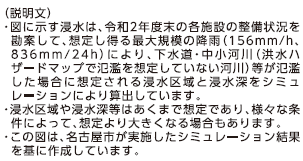 (説明文)
・図に示す浸水は、令和2年度末の各施設の整備状況を
勘案して、想定し得る最大規模の降雨(156mm/h、
836mm/24h)により、下水道・中小河川(洪水ハ
ザードマップで氾濫を想定していない河川)等が氾濫
した場合に想定される浸水区域と浸水深をシミュ
レーションにより算出しています。
・浸水区域や浸水深等はあくまで想定であり、様々な条
件によって、想定より大きくなる場合もあります。
・この図は、名古屋市が実施したシミュレーション結果
を基に作成しています。